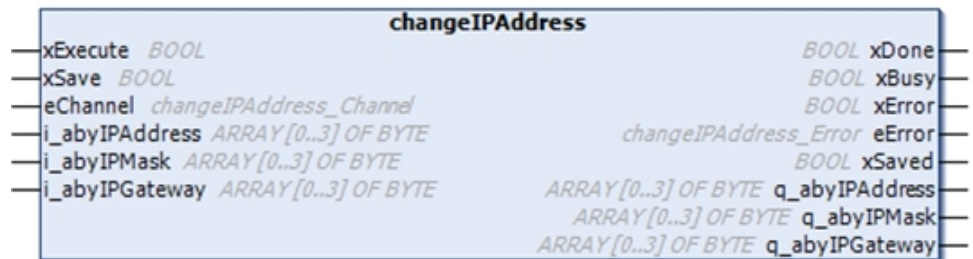 changeIPAddress
xExecute BOOL BOOL xDone
xSave BOOL BOOL xBusy
eChannel changeIPAddress_Channel BOOL xError
i_abyIPAddress ARRAY [0..3] OF BYTE changeIPAddress_Error eError
i_abyIPMask ARRAY [0..3] OF BYTE BOOL xSaved
i_abyIPGateway ARRAY [0..3] OF BYTE ARRAY [0..3] OF BYTE q_abyIPAddress
ARRAY [0..3] OF BYTE q_abyIPMask
ARRAY [0..3] OF BYTE q_abyIPGateway